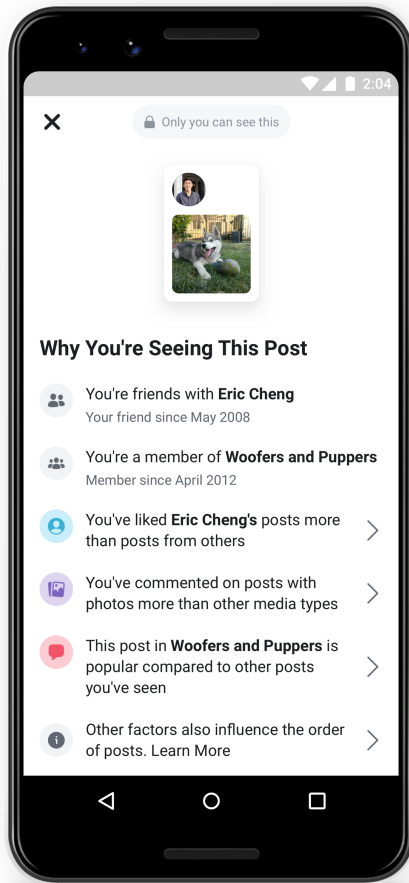 2:04
Only you can see this
Why You're Seeing This Post
You're friends with Eric Cheng
Your friend since May 2008
You're a member of Woofers and Puppers
Member since April 2012
You've liked Eric Cheng's posts more
than posts from others
You've commented on posts with
photos more than other media types
This post in Woofers and Puppers is
popular compared to other posts
you've seen
Other factors also influence the order
of posts. Learn More